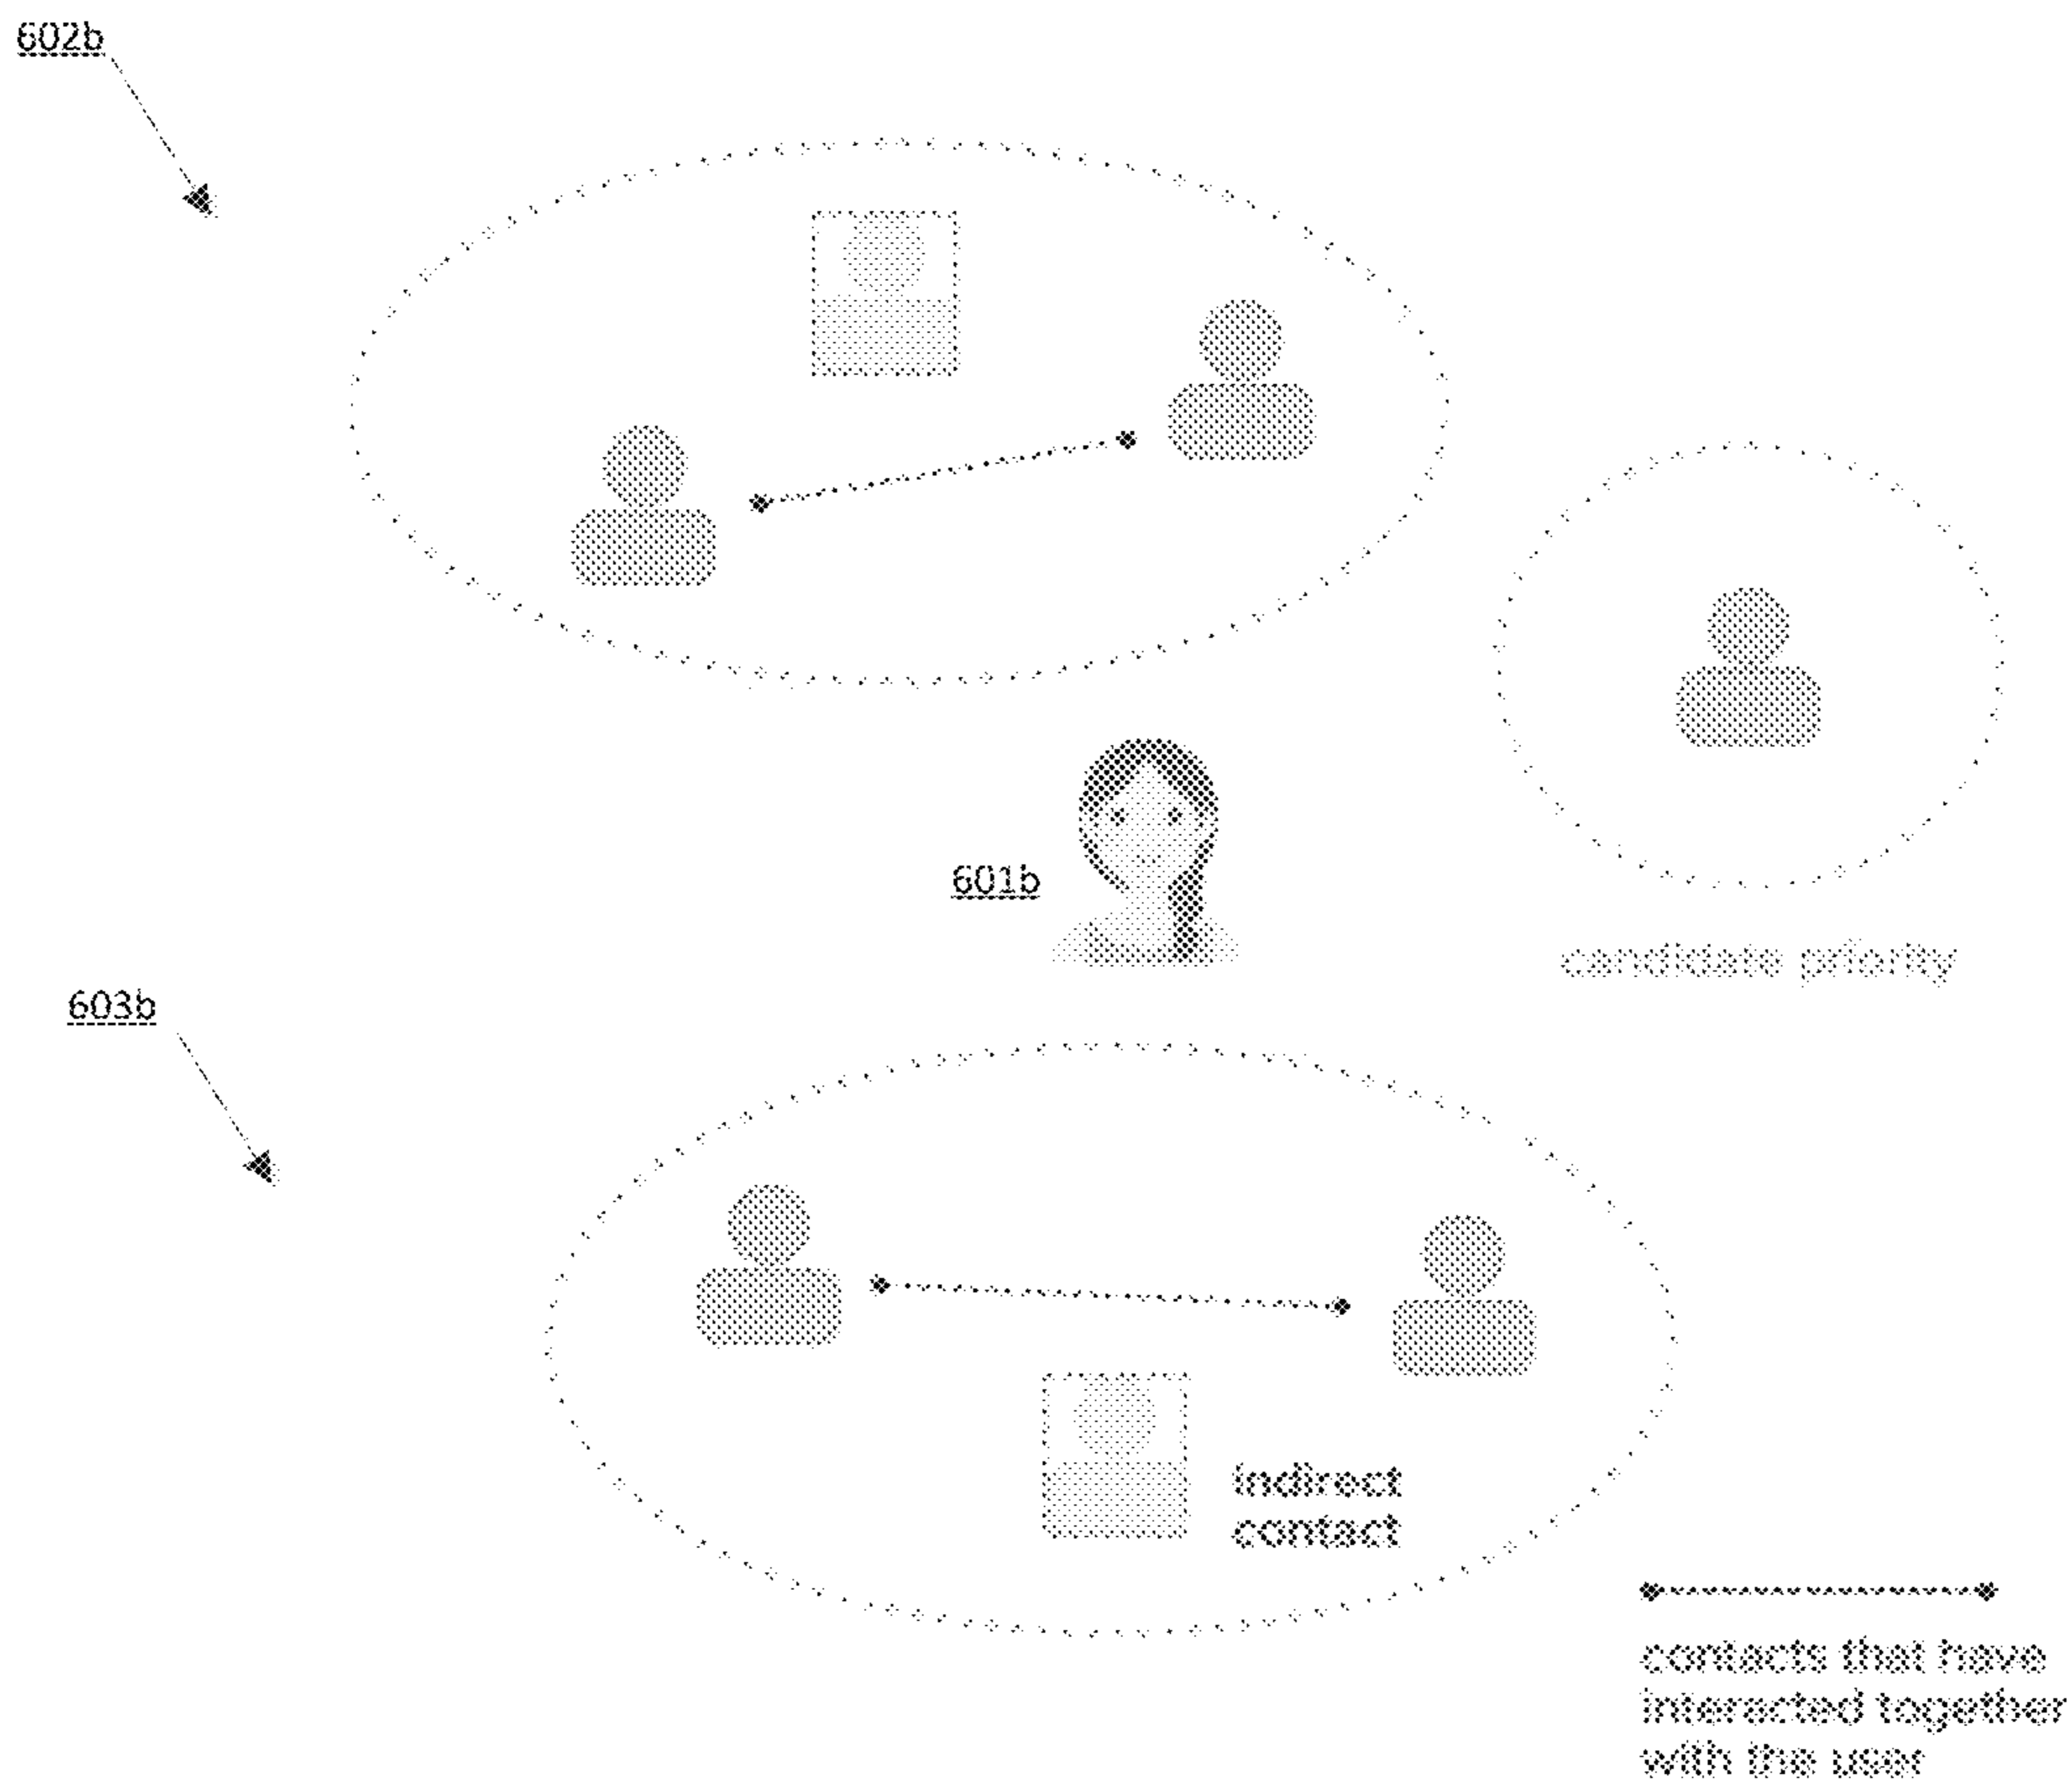 602b
601b
candidate priority
603b
indirect
contact
contacts that have
interacted together
with the user